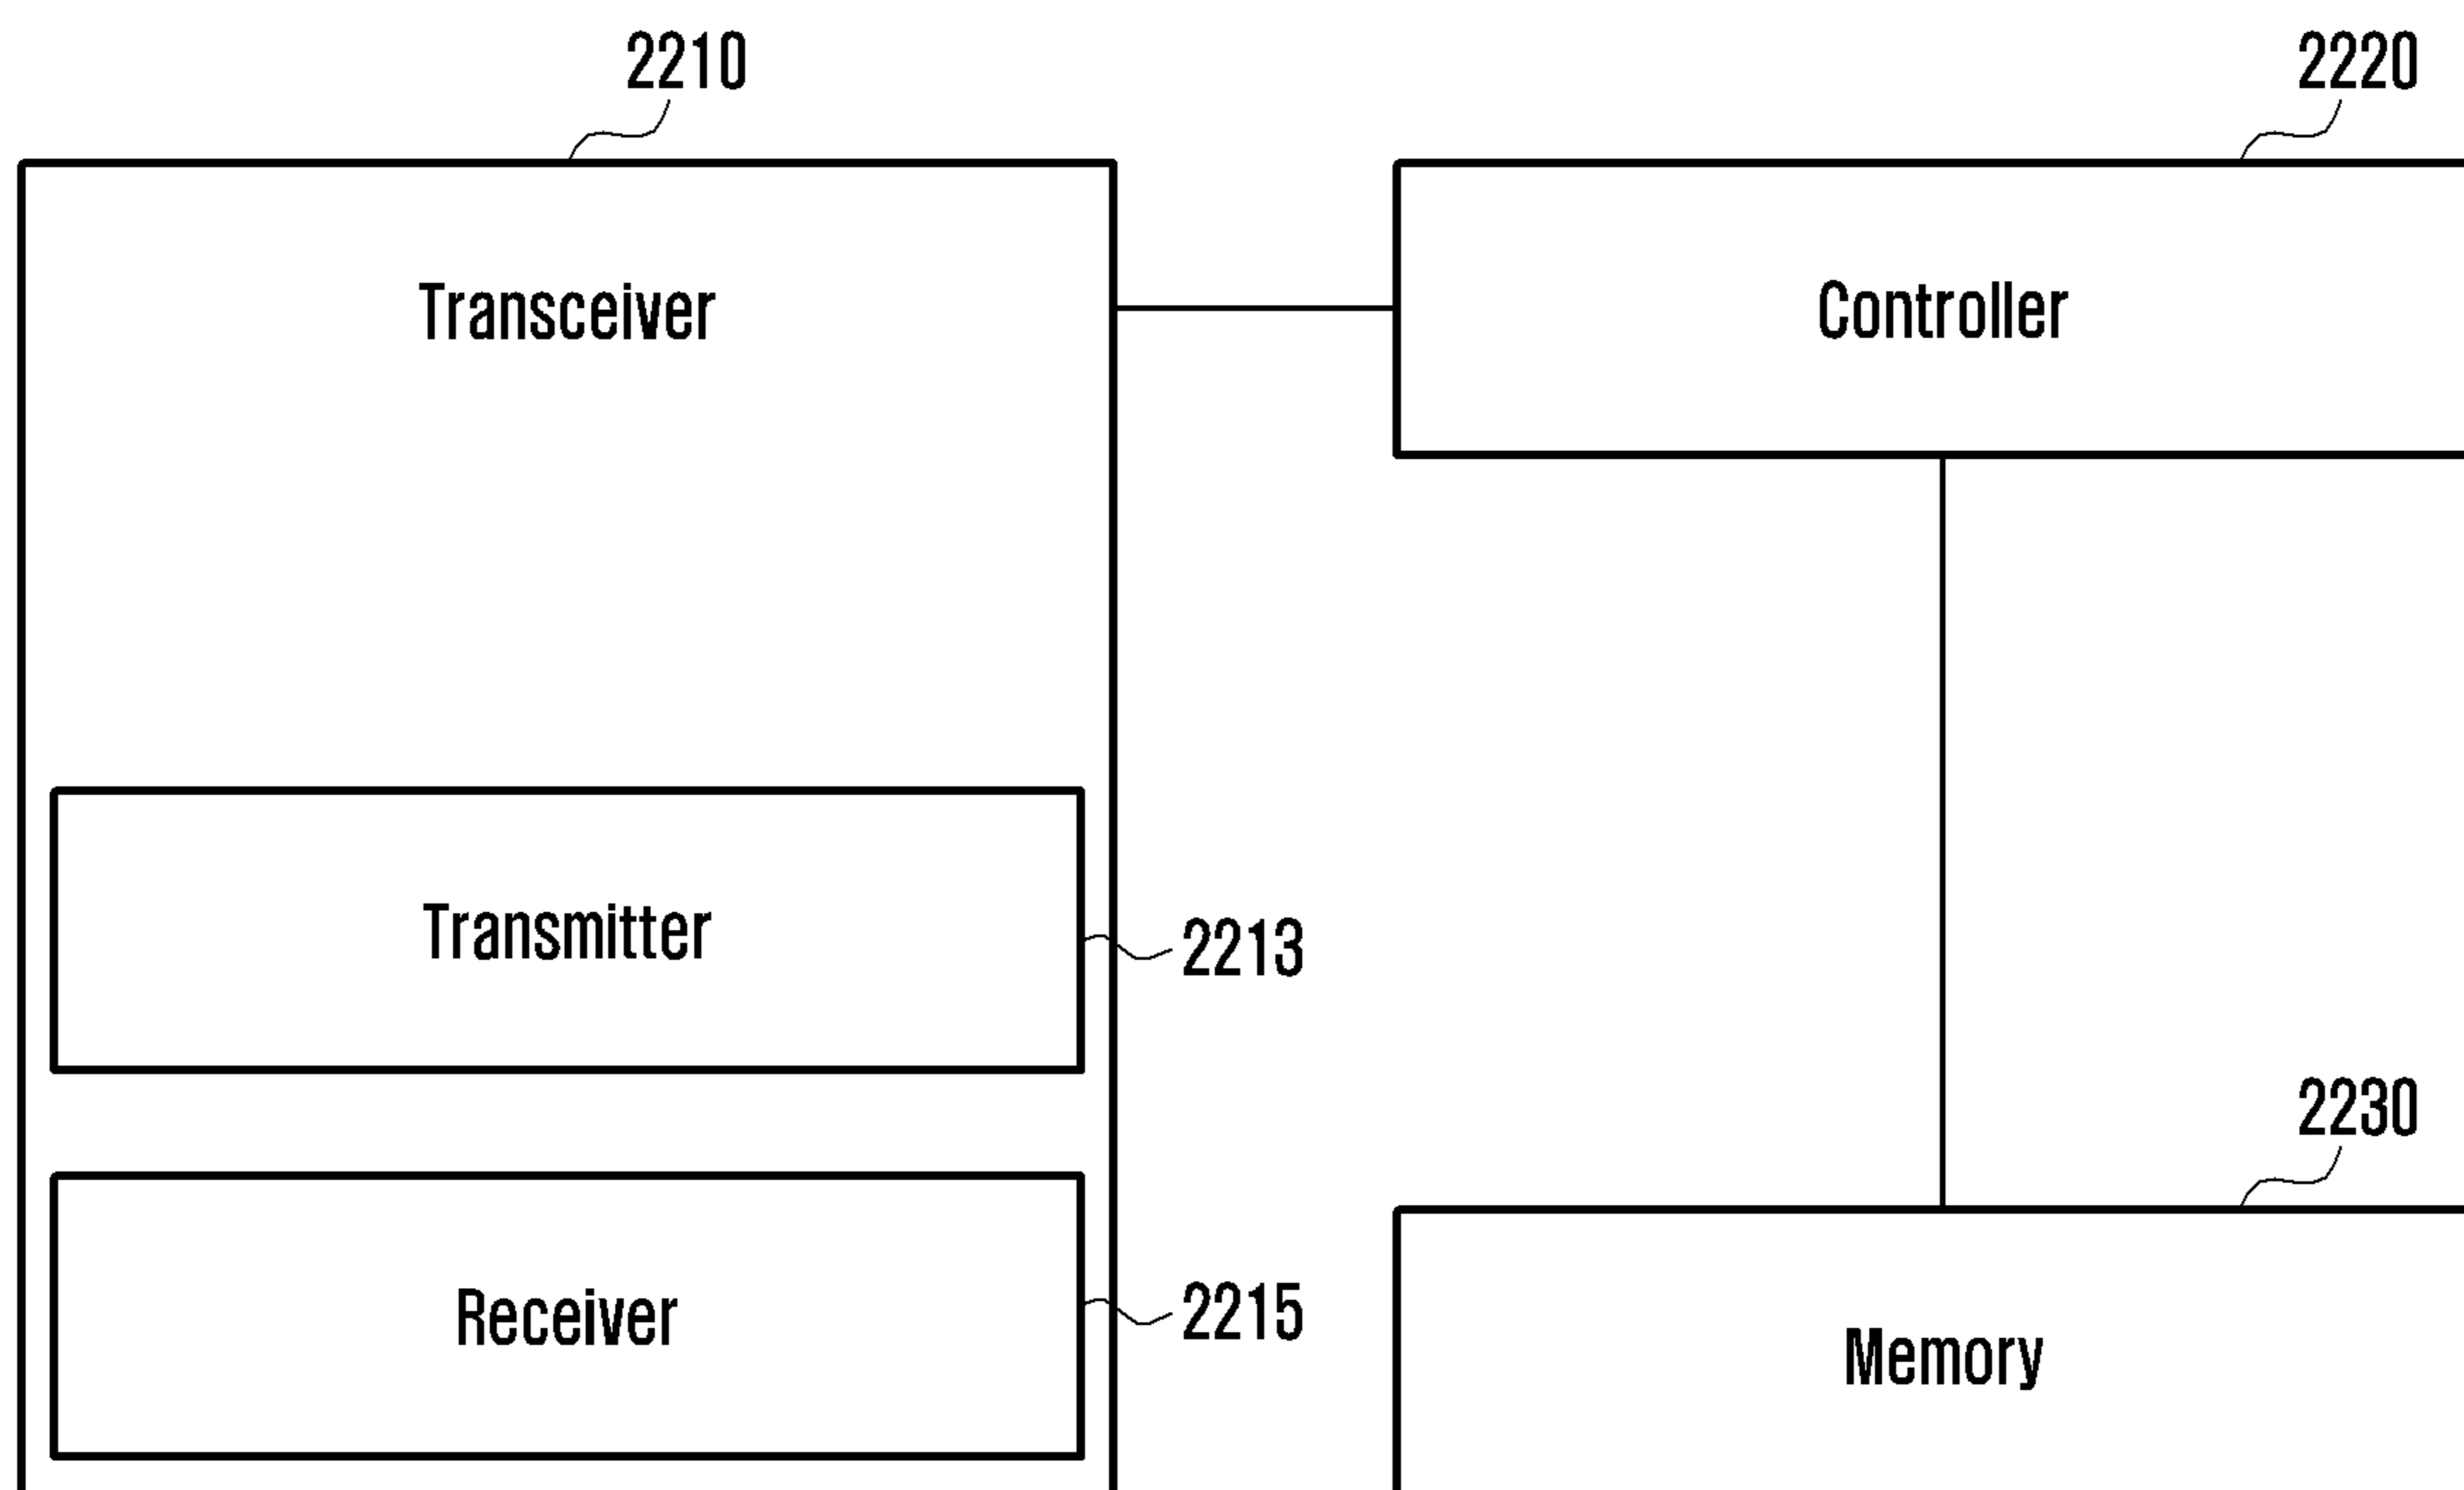 2210
2220
Transceiver
Controller
Transmitter
2213
2230
Receiver
2215
Memory